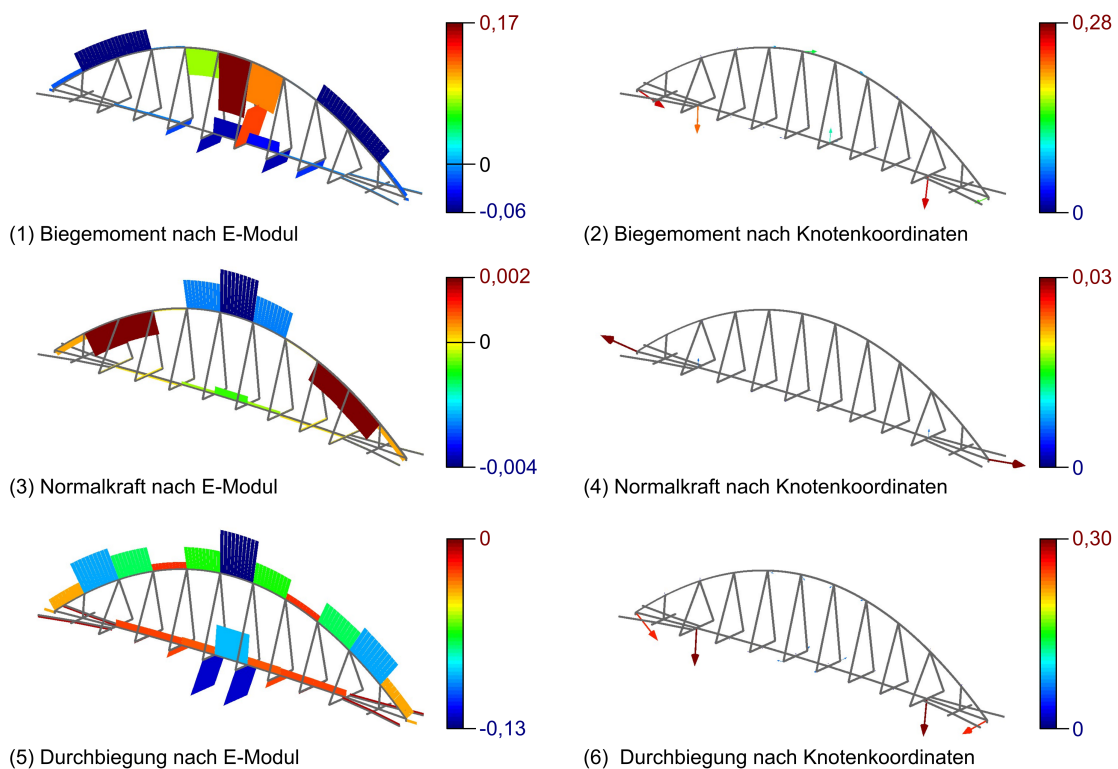 0,17
0
-0,06
(1) Biegemoment nach E-Modul
0,28
0
(2) Biegemoment nach Knotenkoordinaten
0,002
0
-0,004
(3) Normalkraft nach E-Modul
0,03
0
(4) Normalkraft nach Knotenkoordinaten
0
-0,13
(5) Durchbiegung nach E-Modul
0,30
0
(6) Durchbiegung nach Knotenkoordinaten